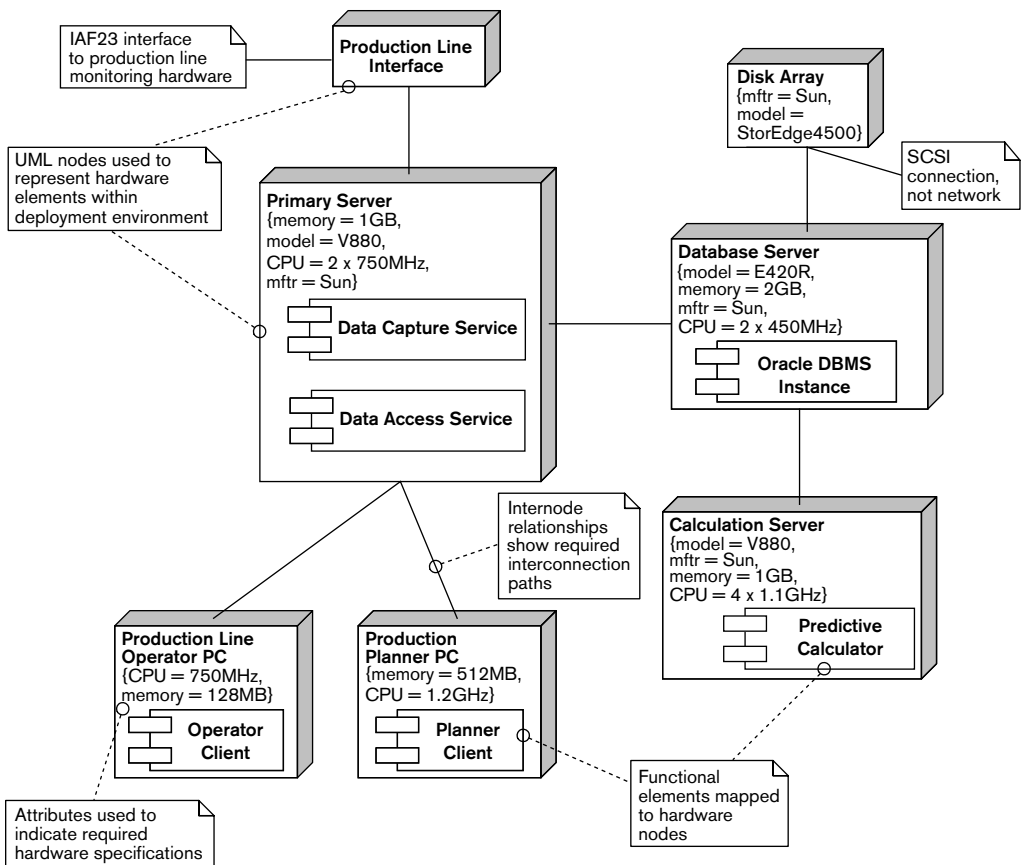 IAF23 interface
to production line
monitoring hardware
Production Line
Interface
Disk Array
{mftr = Sun,
model =
StorEdge4500}
UML nodes used to
represent hardware
elements within
deployment environment
SCSI
connection,
not network
Primary Server
{memory = 1GB,
model = V880,
CPU = 2 x 750MHz,
mftr = Sun}
Data Capture Service
Data Access Service
Database Server
{model = E420R,
memory = 2GB,
mftr = Sun,
CPU = 2 x 450MHz}
Oracle DBMS
Instance
Internode
relationships
show required
interconnection
paths
Calculation Server
{model = V880,
mftr = Sun,
memory = 1GB,
CPU = 4 x 1.1GHz}
Predictive
Calculator
Production Line
Operator PC
{CPU = 750MHz,
memory = 128MB}
Operator
Client
Production
Planner PC
{memory = 512MB,
CPU = 1.2GHz}
Planner
Client
Functional
elements mapped
to hardware
nodes
Attributes used to
indicate required
hardware specifications